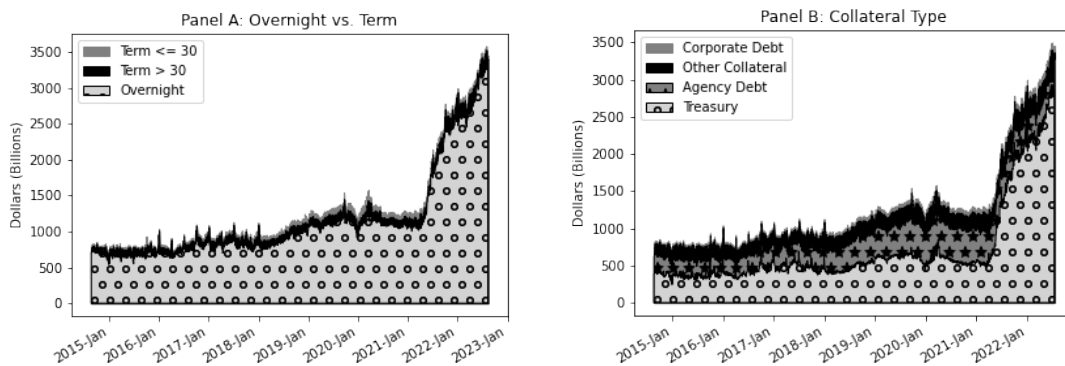 Panel A: Overnight vs. Term
3500
3000
2500
2000
1500
1000
500
0
Dollars (Billions)
Term <= 30
Term > 30
Overnight
2015-Jan
2016-Jan
2017-Jan
2018-Jan
2019-Jan
2020-Jan
2021-Jan
2022-Jan
2023-Jan
Panel B: Collateral Type
3500
3000
2500
2000
1500
1000
500
0
Dollars (Billions)
Corporate Debt
Other Collateral
Agency Debt
Treasury
2015-Jan
2016-Jan
2017-Jan
2018-Jan
2019-Jan
2020-Jan
2021-Jan
2022-Jan